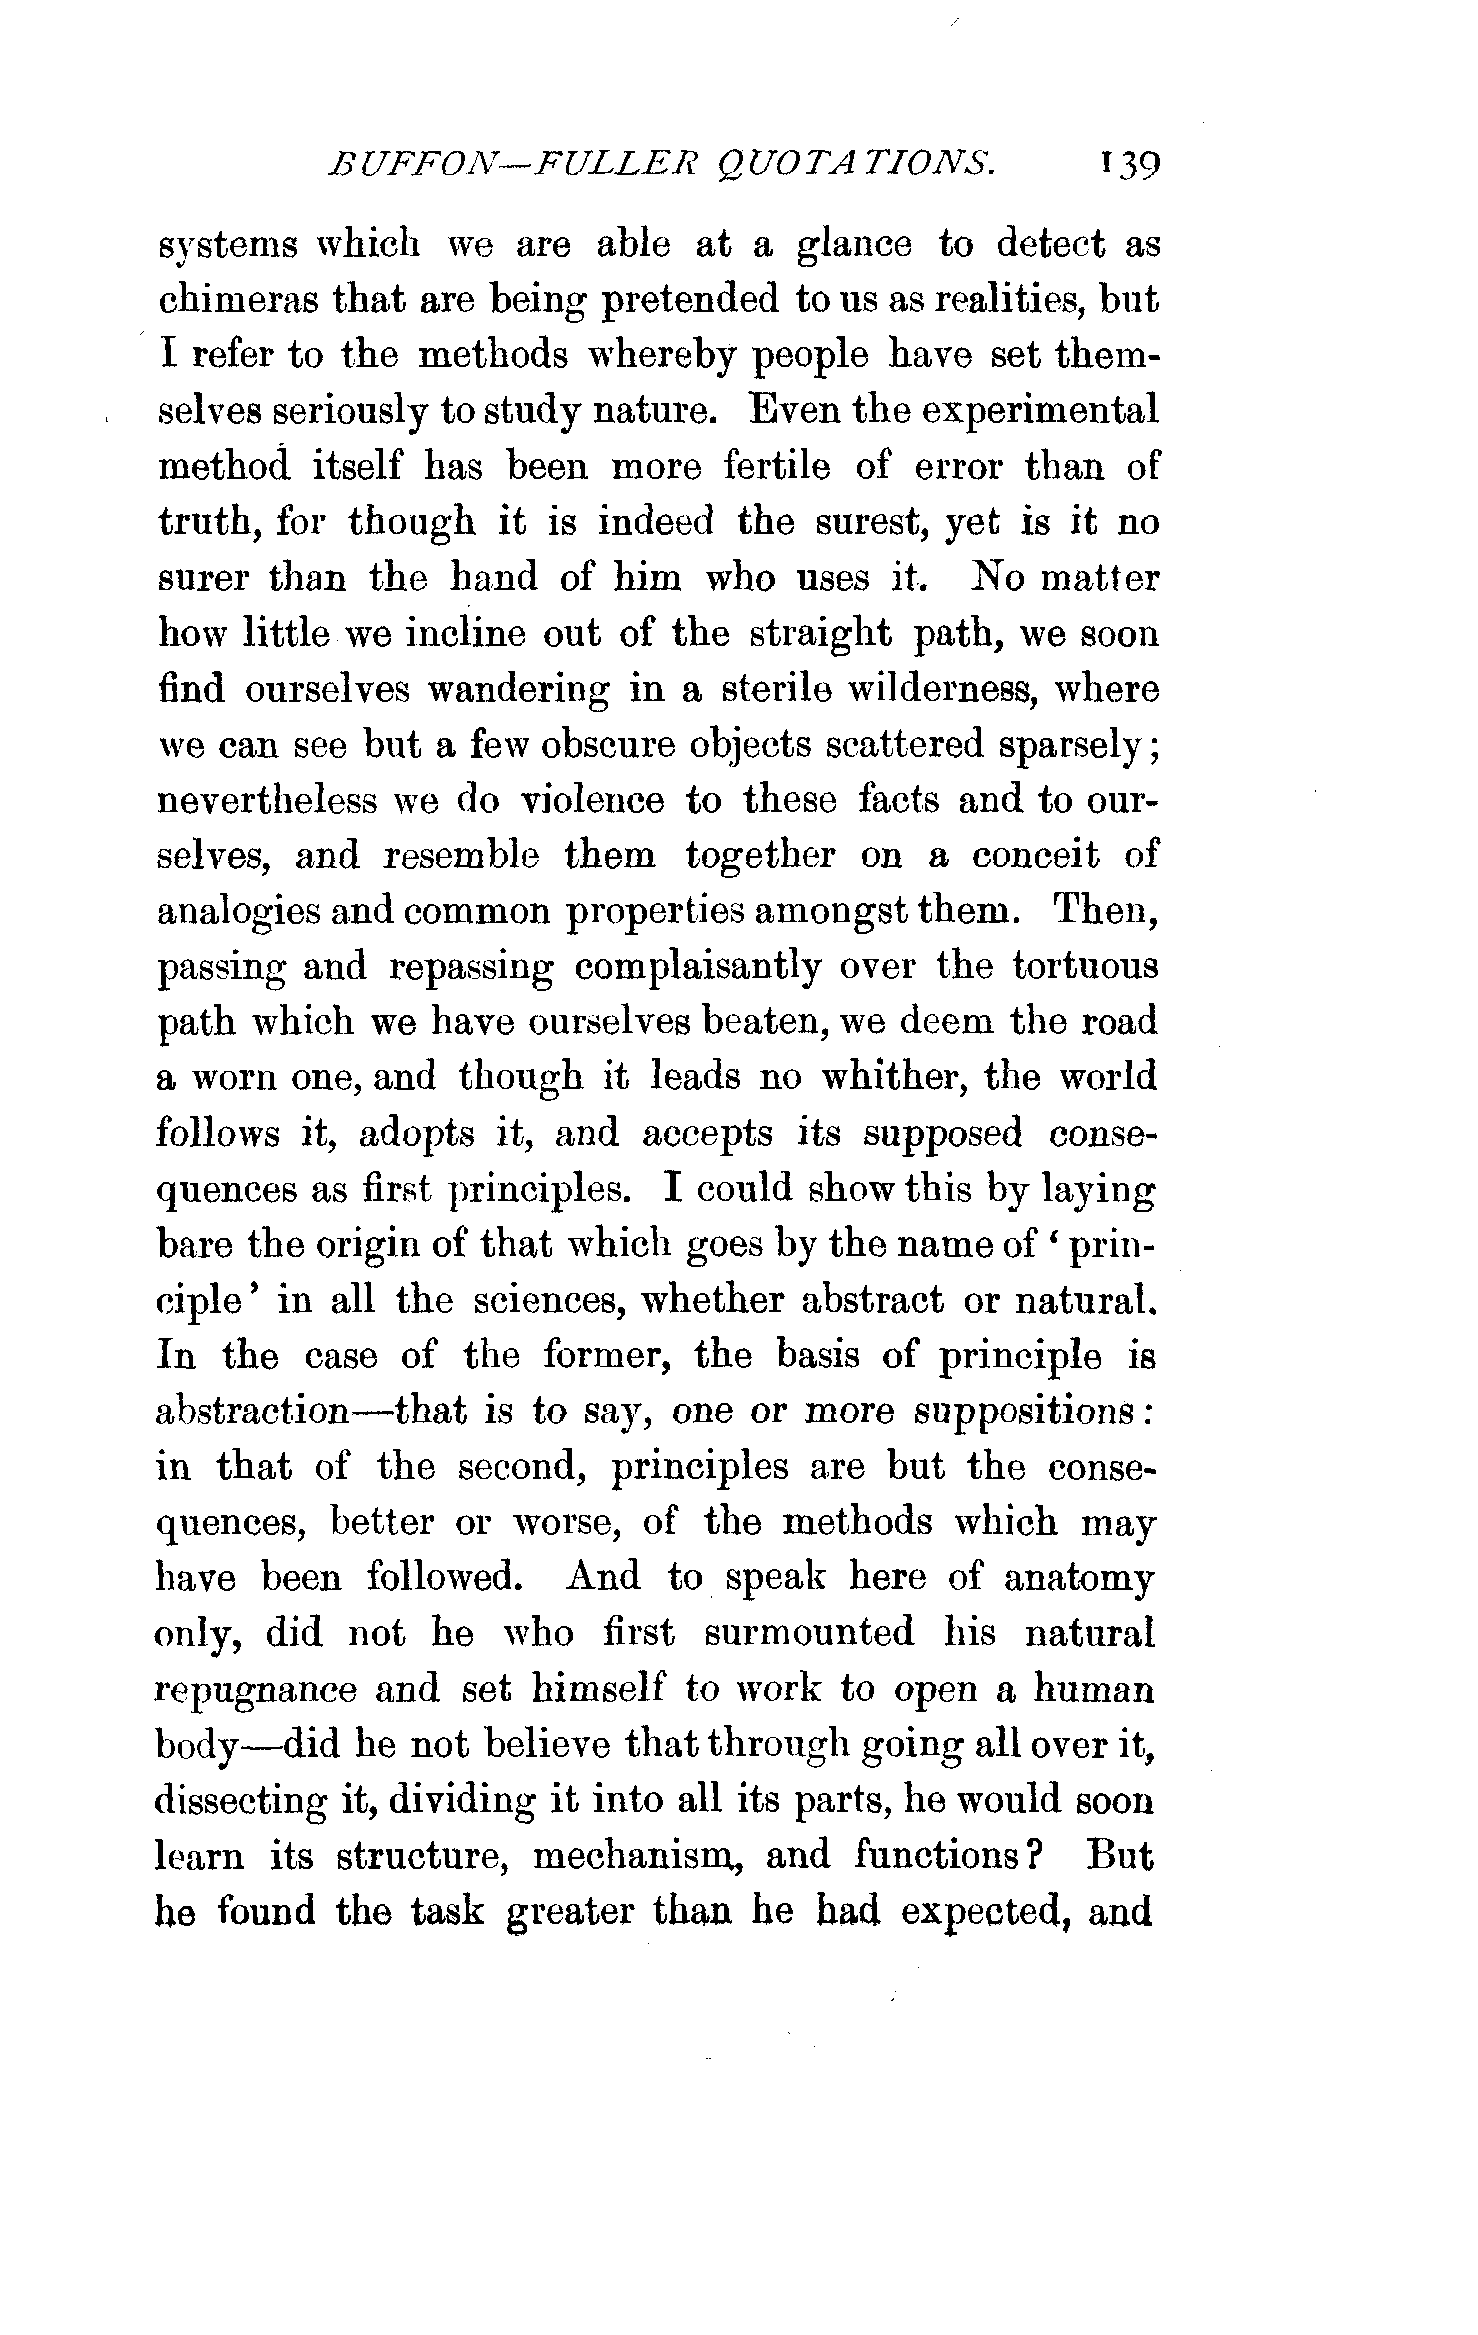 BUFFON—FULLER QUOTATIONS. 139
systems which we are able at a glance to detect as
chimeras that are being pretended to us as realities, but
I refer to the methods whereby people have set them-
selves seriously to study nature. Even the experimental
method itself has been more fertile of error than of
truth, for though it is indeed the surest, yet is it no
surer than the hand of him who uses it. No matter
how little we incline out of the straight path, we soon
find ourselves wandering in a sterile wilderness, where
we can see but a few obscure objects scattered sparsely;
nevertheless we do violence to these facts and to our-
selves, and resemble them together on a conceit of
analogies and common properties amongst them. Then,
passing and repassing complaisantly over the tortuous
path which we have ourselves beaten, we deem the road
a worn one, and though it leads no whither, the world
follows it, adopts it, and accepts its supposed conse-
quences as first principles. I could show this by laying
bare the origin of that which goes by the name of ‘prin-
ciple’ in all the sciences, whether abstract or natural.
In the case of the former, the basis of principle is
abstraction—that is to say, one or more suppositions:
in that of the second, principles are but the conse-
quences, better or worse, of the methods which may
have been followed. And to speak here of anatomy
only, did not he who first surmounted his natural
repugnance and set himself to work to open a human
body—did he not believe that through going all over it,
dissecting it, dividing it into all its parts, he would soon
learn its structure, mechanism, and functions? But
he found the task greater than he had expected, and